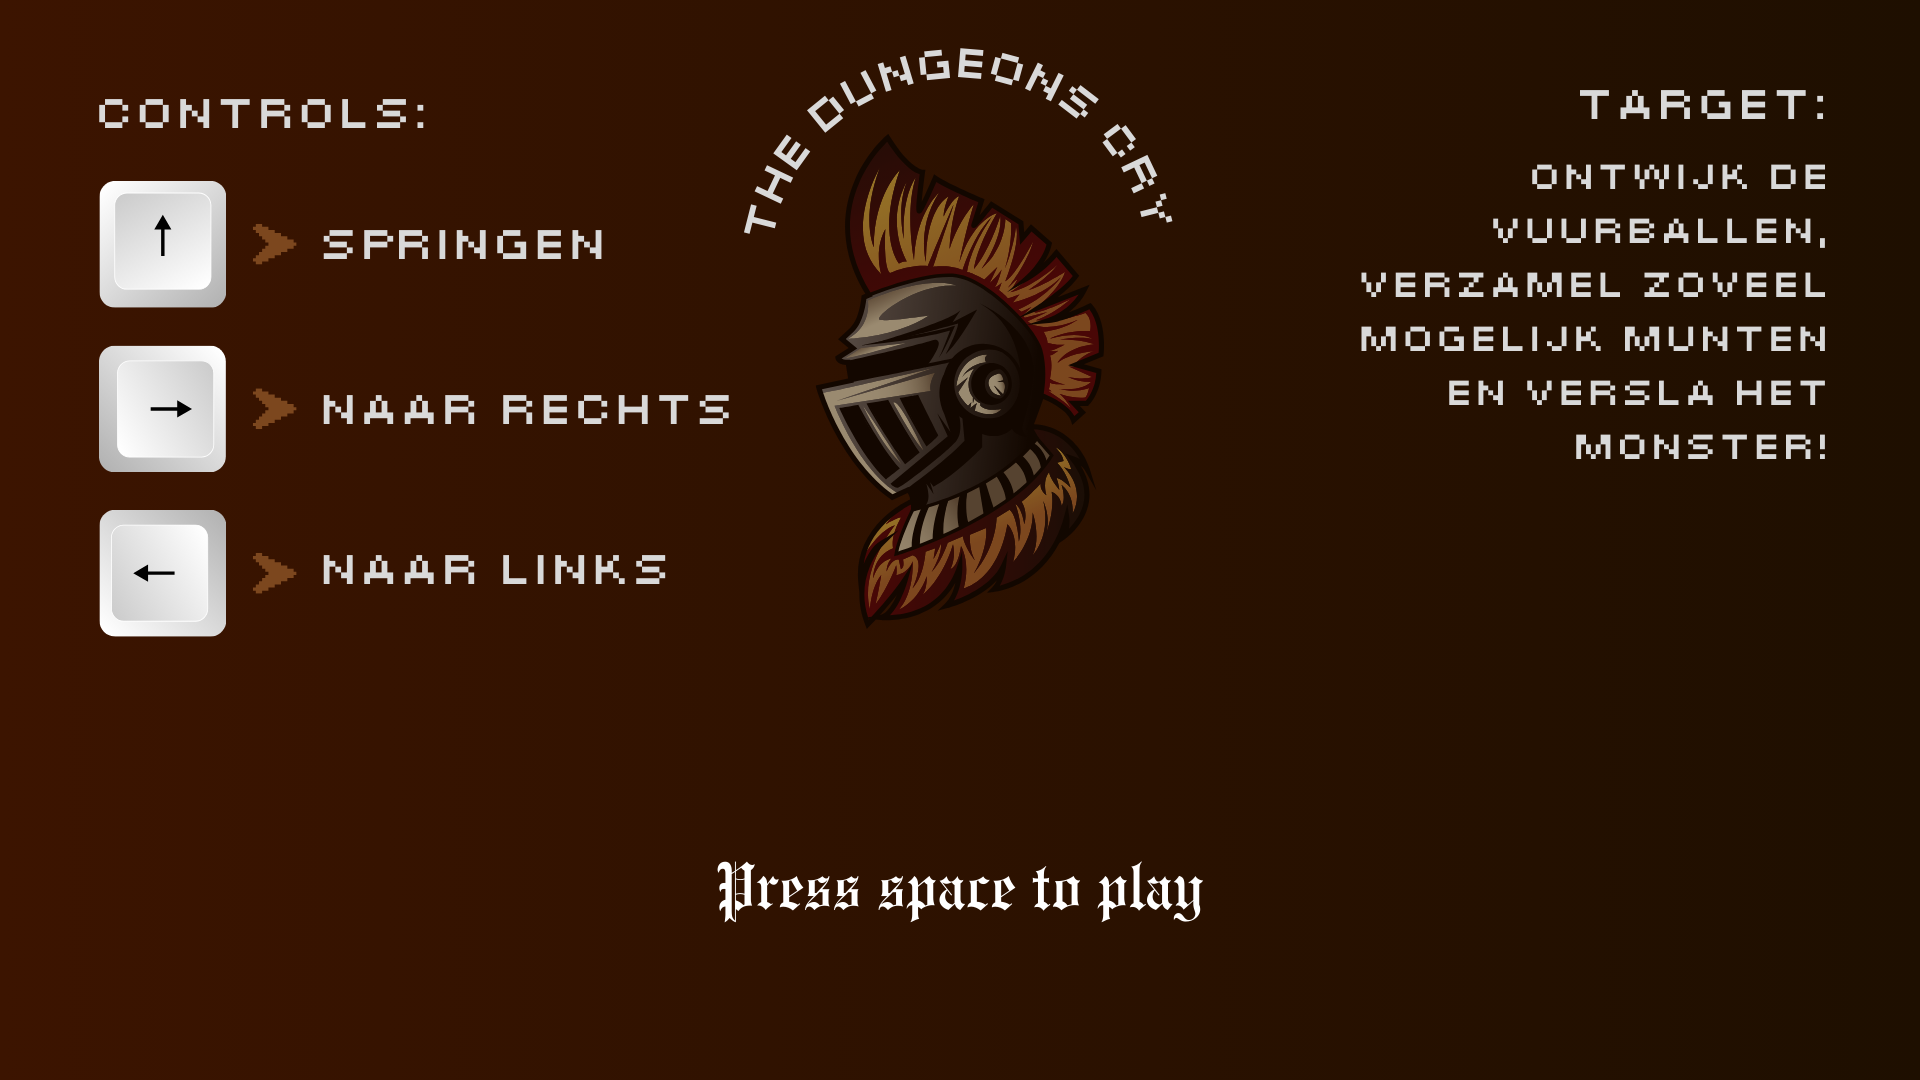 THE DUNGEONS CRY
CONTROLS:
SPRINGEN
NAAR RECHTS
NAAR LINKS
TARGET:
ONTWIJK DE
VUURBALLEN,
VERZAMEL ZOVEEL
MOGELIJK MUNTEN
EN VERSLA HET
MONSTER!
Press space to play